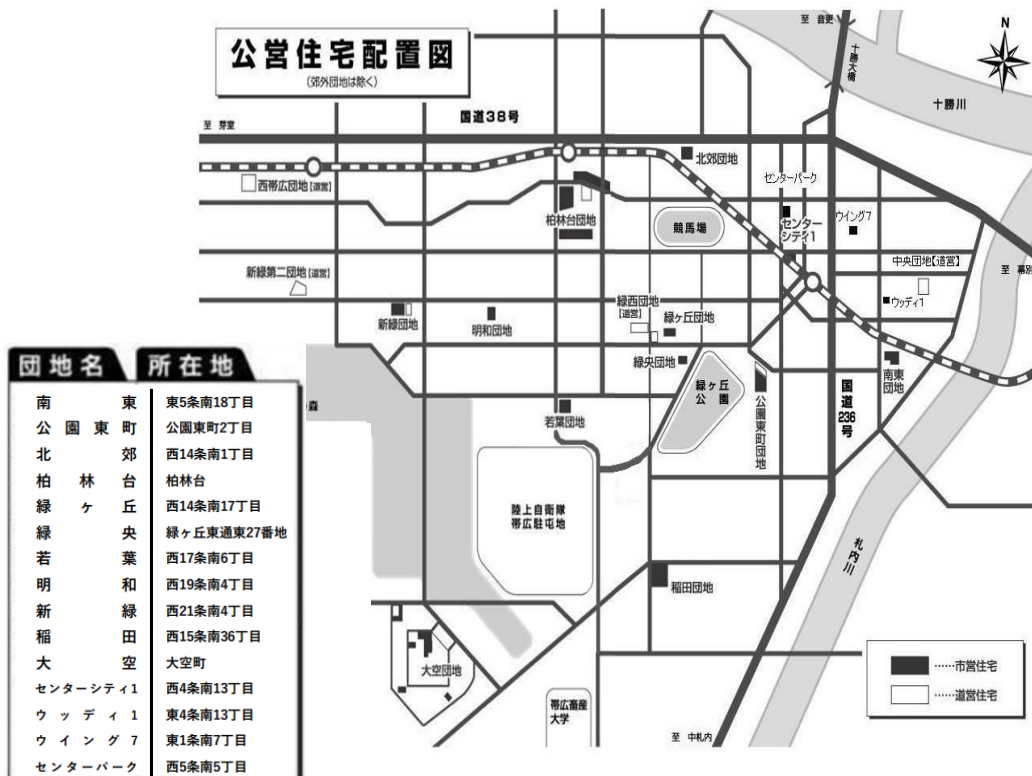 公営住宅配置図
(郊外団地は除く)
至 音更
十勝大橋
N
十勝川
国道38号
至 芽室
北郊団地
西帯広団地【道営】
センターパーク
柏林台団地
競馬場
センター
シティ1
ウイング7
中央団地【道営】
至 幕別
新緑第二団地【道営】
緑西団地
【道営】
ウッディ1
新緑団地
明和団地
緑ヶ丘団地
緑央団地
緑ヶ丘
公園
公園東町団地
国道236号
南東
団地
の森
若葉団地
陸上自衛隊
帯広駐屯地
札内川
稲田団地
大空団地
帯広畜産
大学
至 中札内
……市営住宅
……道営住宅
団地名 所在地
南東 東5条南18丁目
公園東町 公園東町2丁目
北郊 西14条南1丁目
柏林台 柏林台
緑ヶ丘 西14条南17丁目
緑央 緑ヶ丘東通東27番地
若葉 西17条南6丁目
明和 西19条南4丁目
新緑 西21条南4丁目
稲田 西15条南36丁目
大空 大空町
センターシティ1 西4条南13丁目
ウッディ1 東4条南13丁目
ウイング7 東1条南7丁目
センターパーク 西5条南5丁目